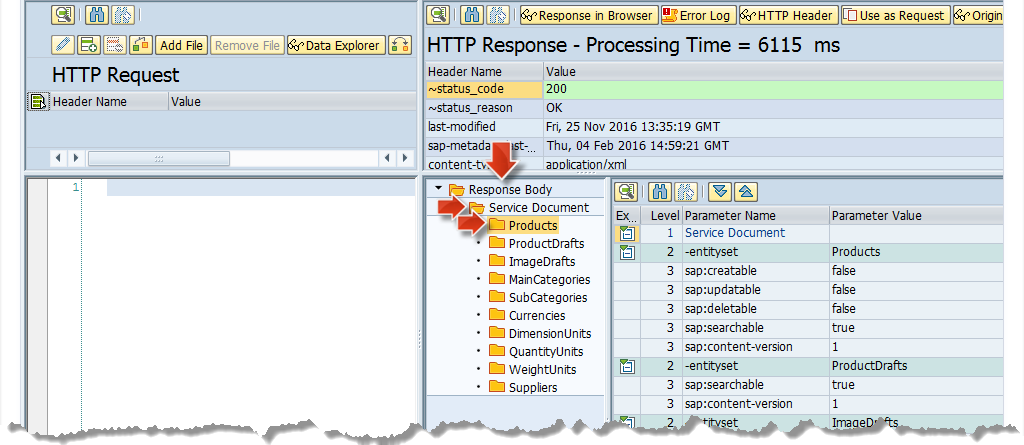 Add File Remove File Data Explorer
HTTP Request
Header Name Value
1
Response in Browser Error Log HTTP Header Use as Request Origin
HTTP Response - Processing Time = 6115 ms
Header Name Value
~status_code 200
~status_reason OK
last-modified Fri, 25 Nov 2016 13:35:19 GMT
sap-metadata-last-... Thu, 04 Feb 2016 14:59:21 GMT
content-ty application/xml
Response Body
Service Document
Products
ProductDrafts
ImageDrafts
MainCategories
SubCategories
Currencies
DimensionUnits
QuantityUnits
WeightUnits
Suppliers
Ex... Level Parameter Name Parameter Value
1 Service Document
2 -entityset Products
3 sap:creatable false
3 sap:updatable false
3 sap:deletable false
3 sap:searchable true
3 sap:content-version 1
2 -entityset ProductDrafts
3 sap:searchable true
3 sap:content-version 1
2 -entityset ImageDrafts